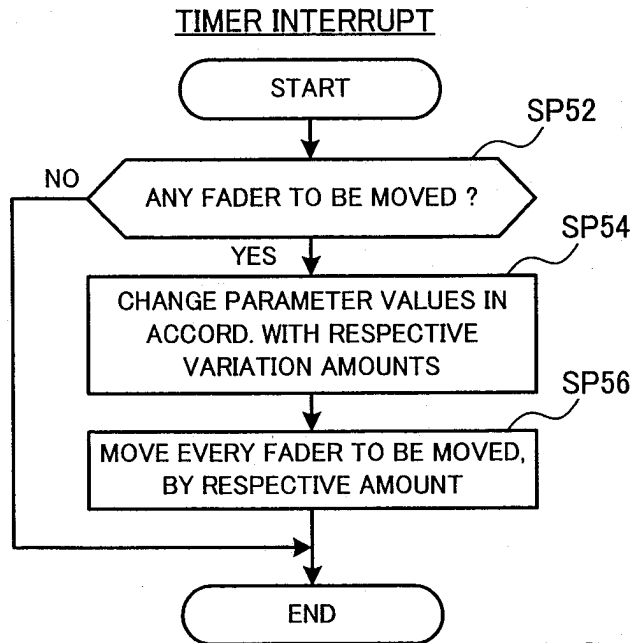 TIMER INTERRUPT
START
SP52
NO
ANY FADER TO BE MOVED ?
YES
SP54
CHANGE PARAMETER VALUES IN
ACCORD. WITH RESPECTIVE
VARIATION AMOUNTS
SP56
MOVE EVERY FADER TO BE MOVED,
BY RESPECTIVE AMOUNT
END